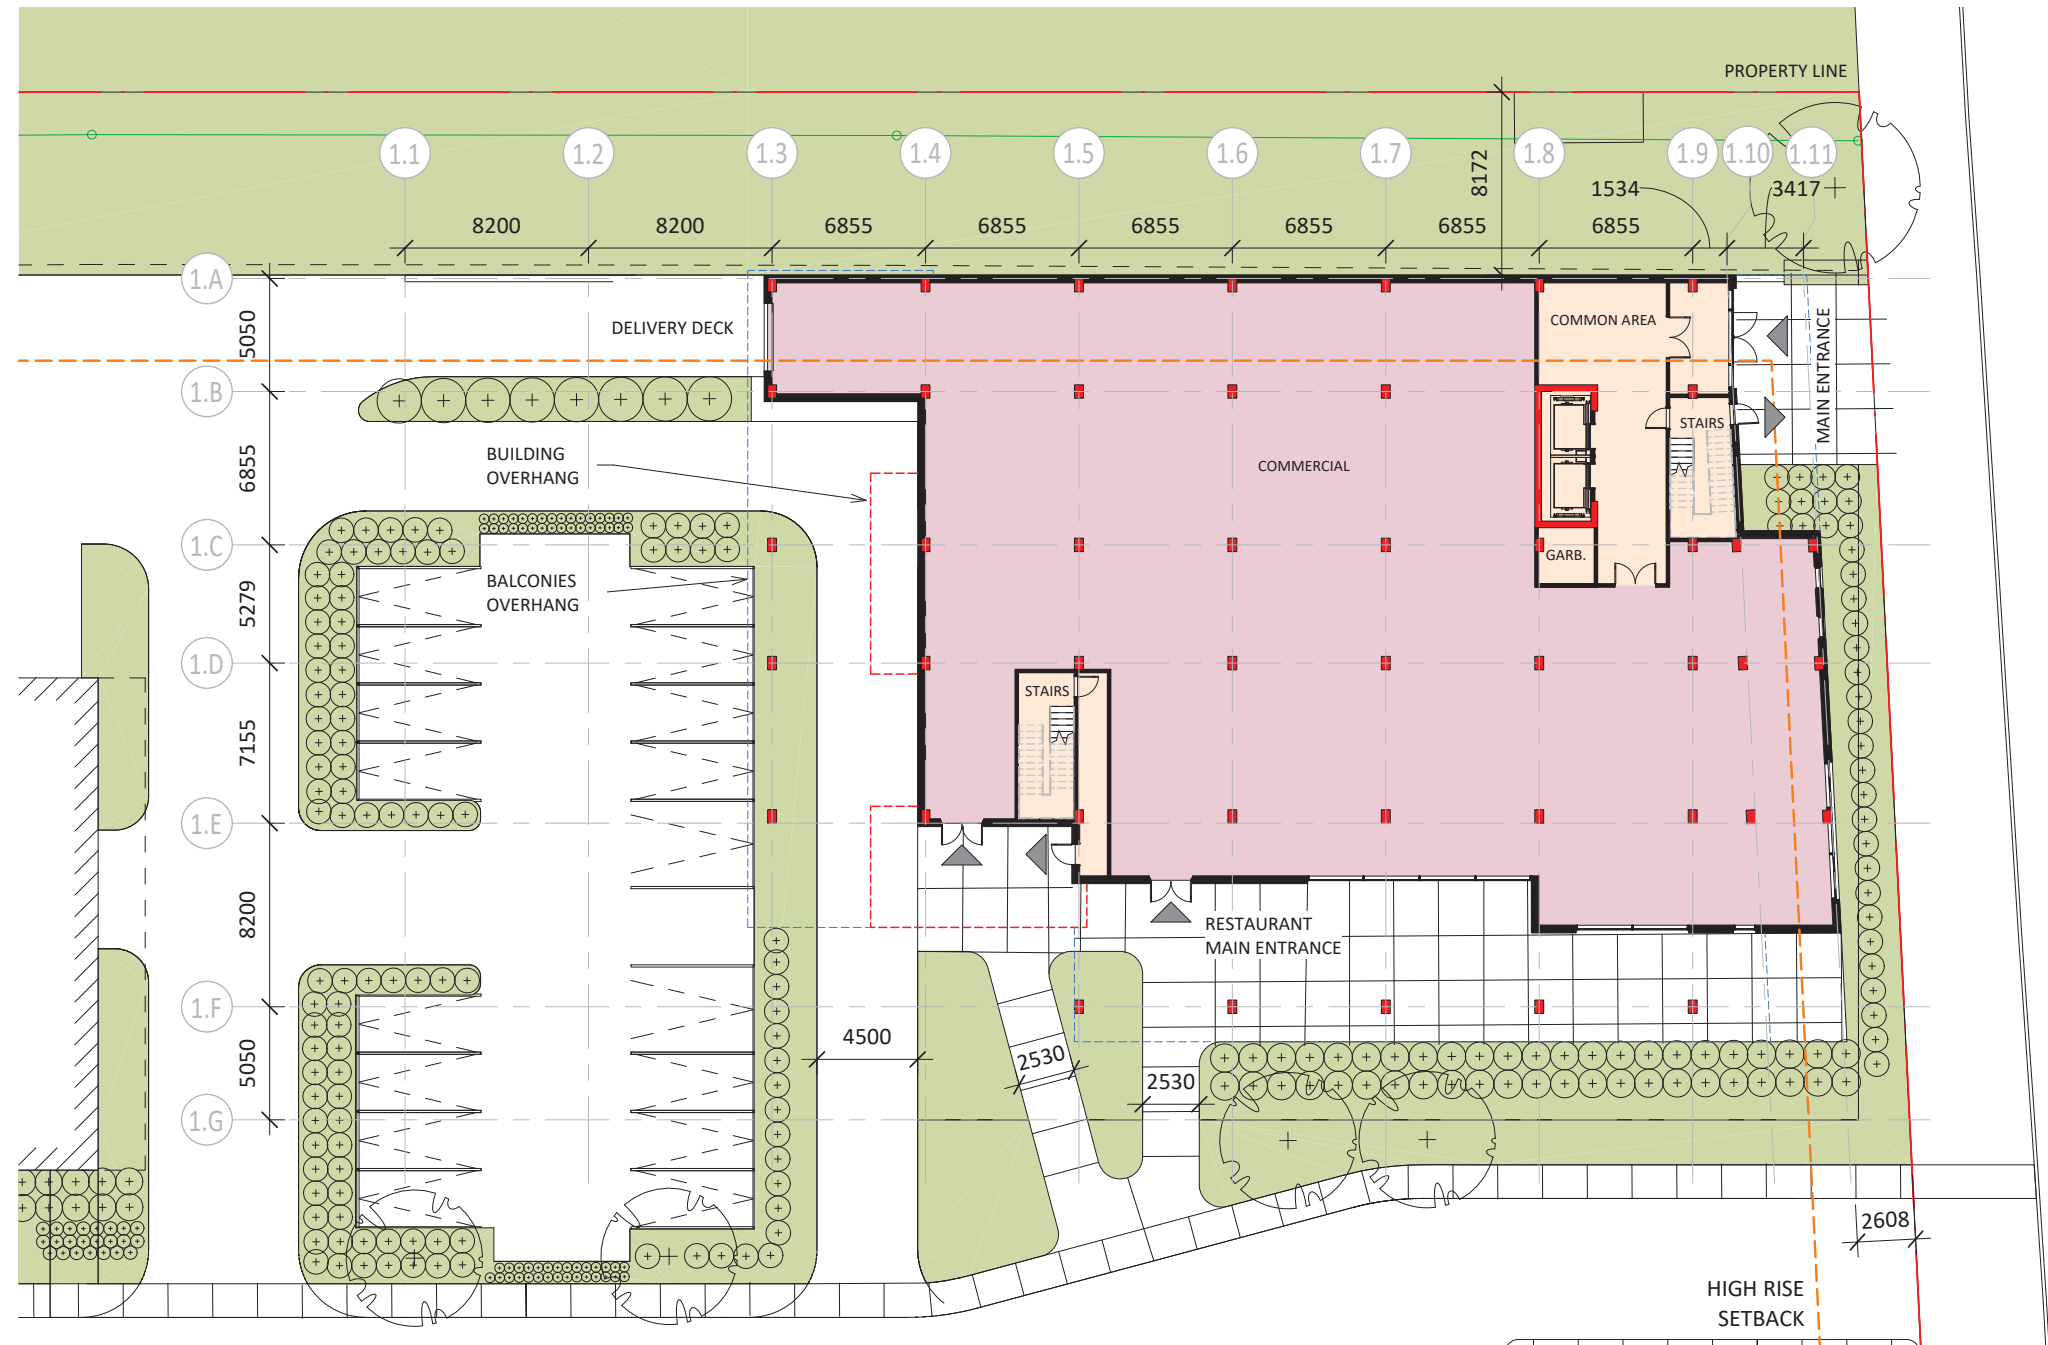 PROPERTY LINE
1.1 1.2 1.3 1.4 1.5 1.6 1.7 1.8 1.9 1.10 1.11
8172
1534
3417
8200 8200 6855 6855 6855 6855 6855 6855
1.A
5050
DELIVERY DECK
COMMON AREA
MAIN ENTRANCE
1.B
STAIRS
BUILDING
OVERHANG
6855
COMMERCIAL
1.C
GARB.
BALCONIES
OVERHANG
5279
1.D
STAIRS
7155
1.E
8200
RESTAURANT
MAIN ENTRANCE
1.F
4500
2530
2530
5050
1.G
2608
HIGH RISE
SETBACK